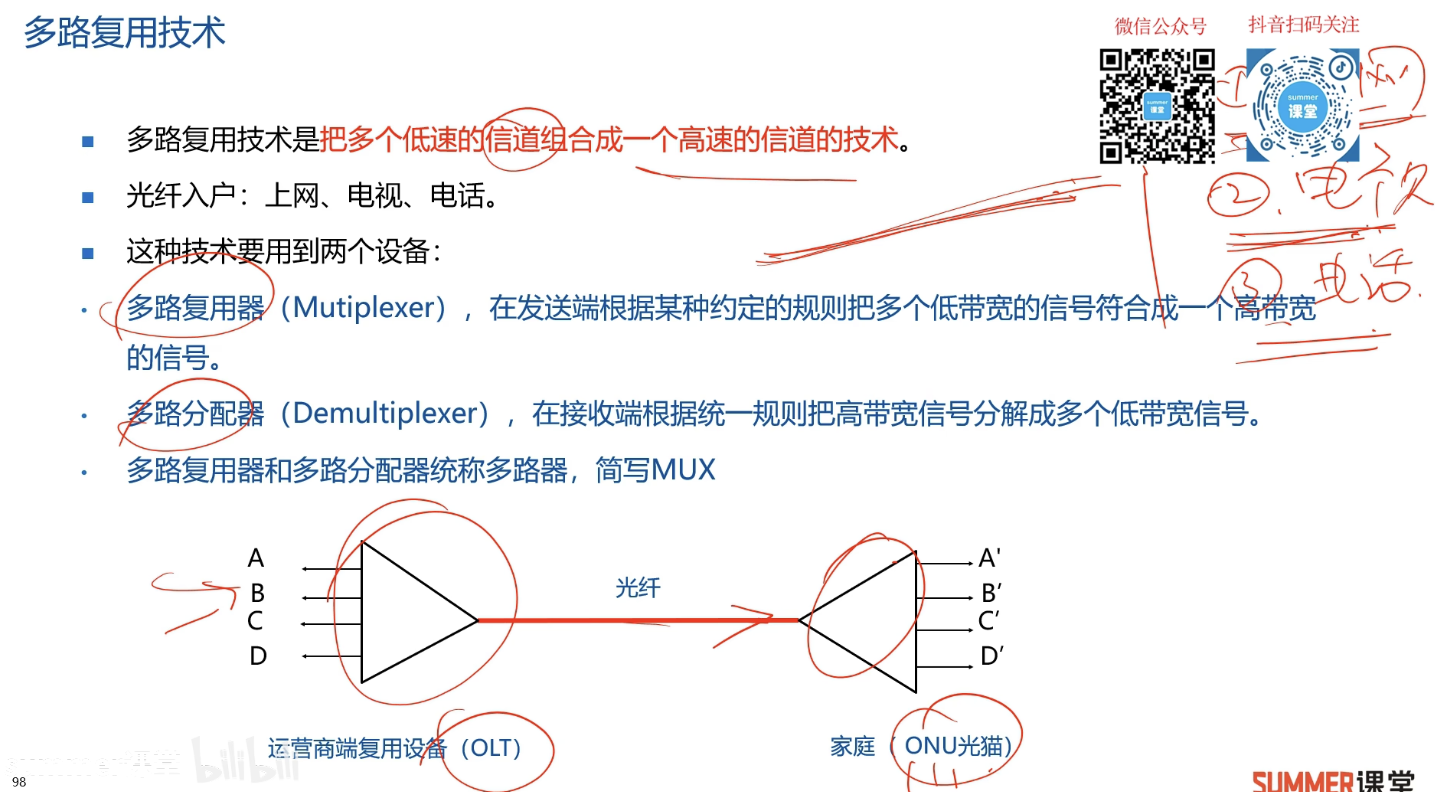 多路复用技术
微信公众号
抖音扫码关注
summer
课堂
summer
课堂
多路复用技术是把多个低速的信道组合成一个高速的信道的技术。
光纤入户：上网、电视、电话。
②. 电视
这种技术要用到两个设备：
③ 电话.
多路复用器（Mutiplexer），在发送端根据某种约定的规则把多个低带宽的信号符合成一个高带宽
的信号。
多路分配器（Demultiplexer），在接收端根据统一规则把高带宽信号分解成多个低带宽信号。
多路复用器和多路分配器统称多路器，简写MUX
A
B
C
D
光纤
A'
B′
C′
D′
运营商端复用设备（OLT）
家庭（ ONU光猫）
summer课堂 bilibili
98
SUMMER课堂